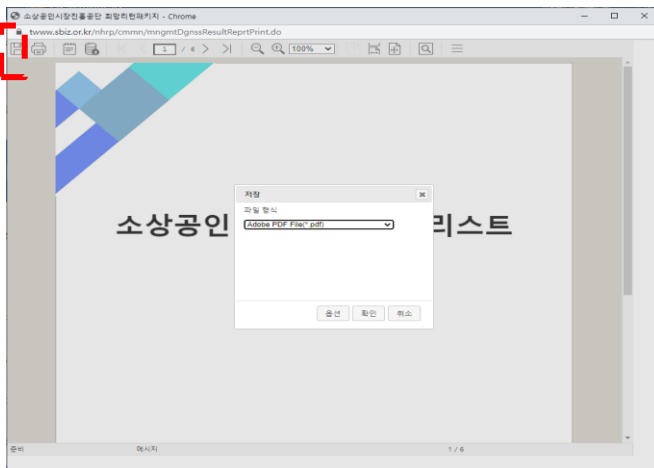 소상공인시장진흥공단 희망리턴패키지 - Chrome
twww.sbiz.or.kr/nhrp/cmmn/mngmtDgnssResultReprtPrint.do
1 / 6 100%
저장
파일 형식
Adobe PDF File(*.pdf)
소상공인 리스트
옵션 확인 취소
준비 메시지 1 / 6